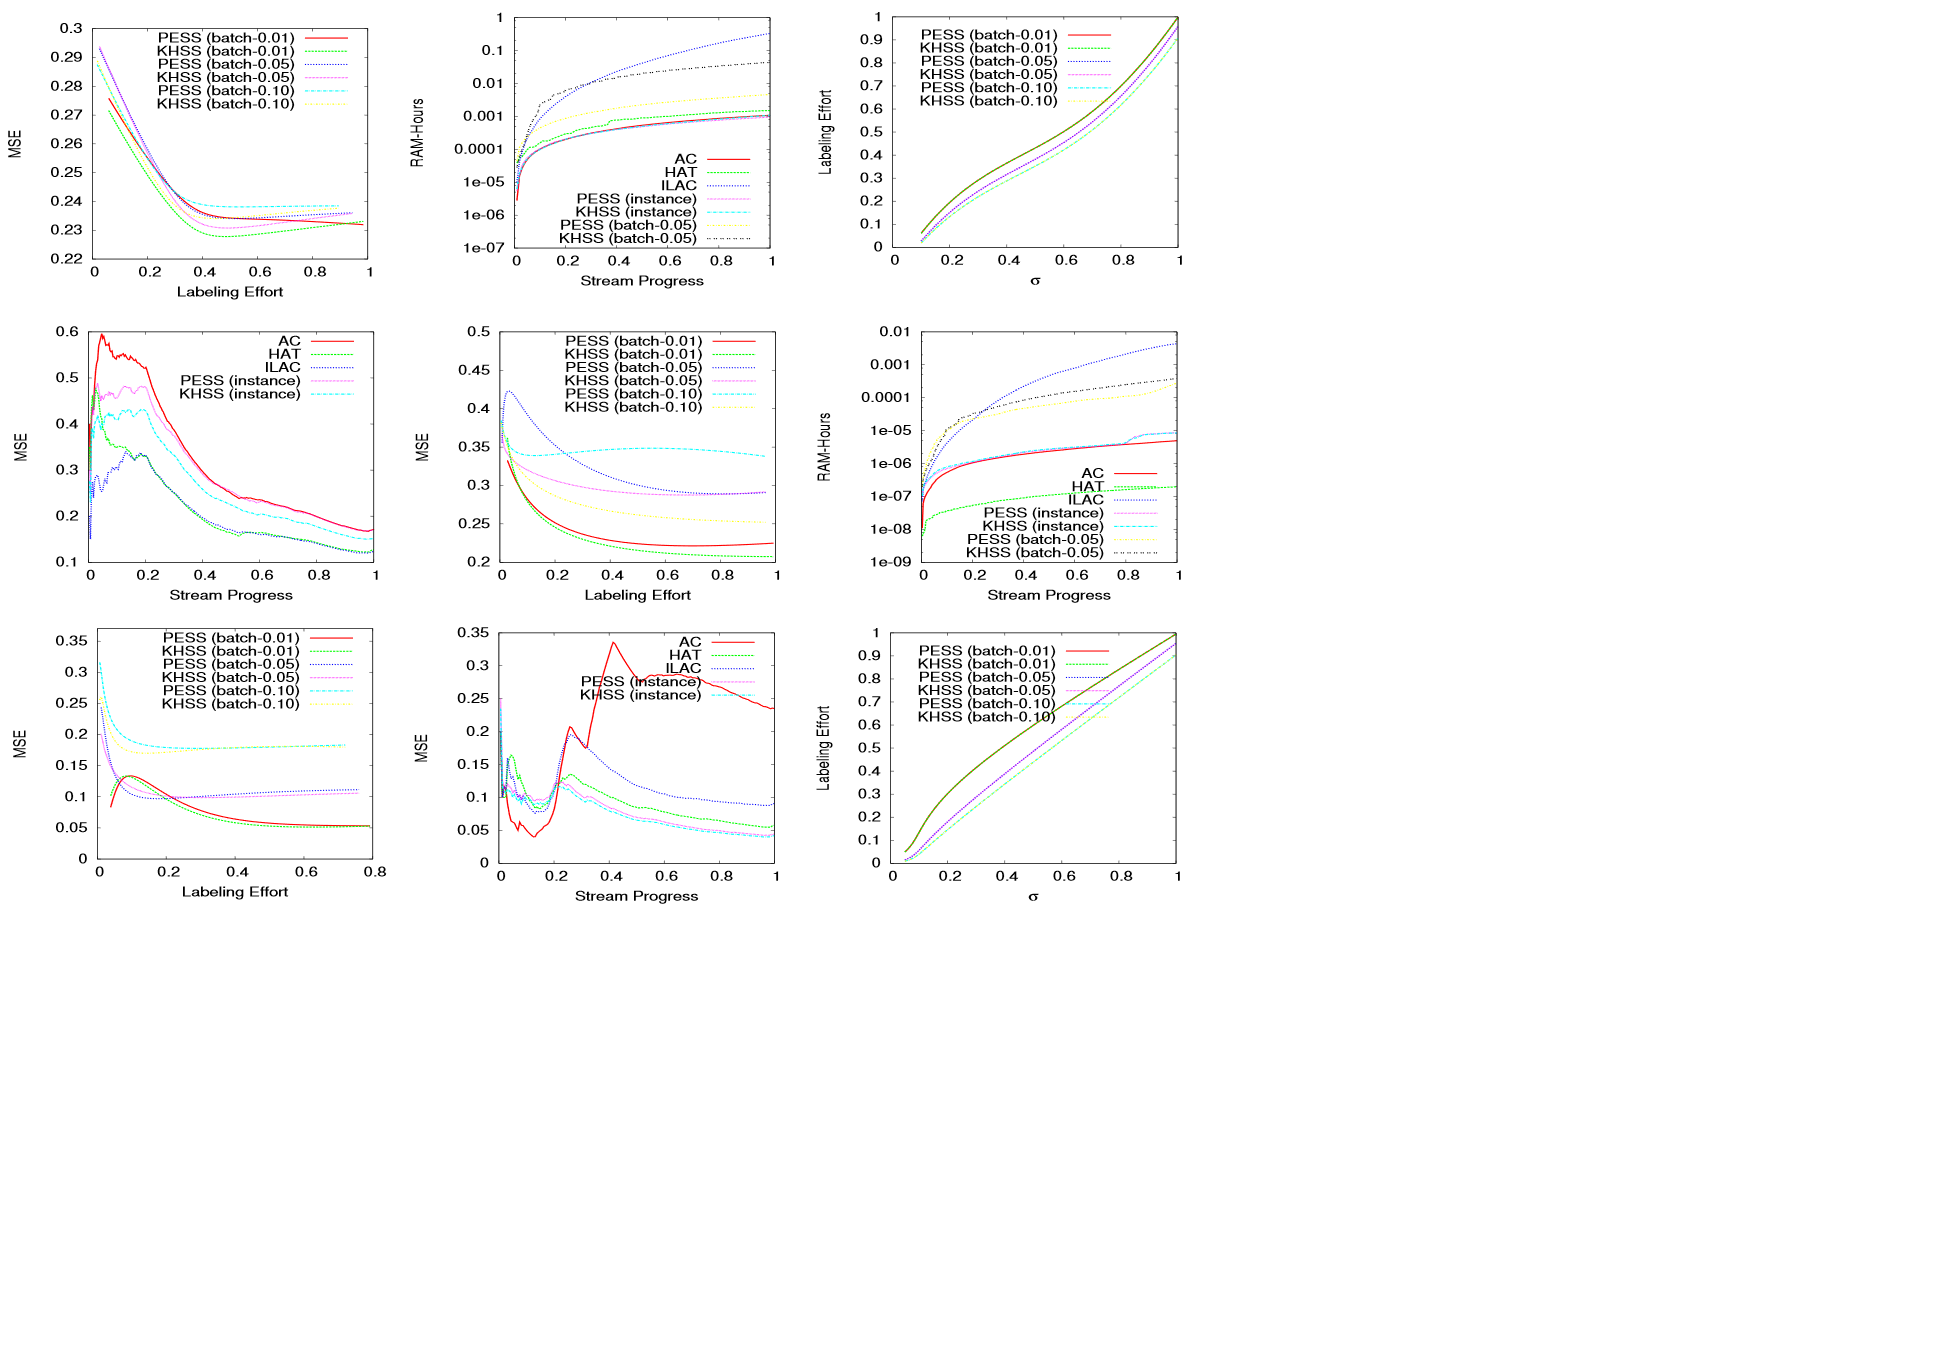 0.3
0.29
0.28
0.27
0.26
0.25
0.24
0.23
0.22
MSE
PESS (batch-0.01)
KHSS (batch-0.01)
PESS (batch-0.05)
KHSS (batch-0.05)
PESS (batch-0.10)
KHSS (batch-0.10)
0 0.2 0.4 0.6 0.8 1
Labeling Effort
1
0.1
0.01
0.001
0.0001
1e-05
1e-06
1e-07
RAM-Hours
AC
HAT
ILAC
PESS (instance)
KHSS (instance)
PESS (batch-0.05)
KHSS (batch-0.05)
0 0.2 0.4 0.6 0.8 1
Stream Progress
1
0.9
0.8
0.7
0.6
0.5
0.4
0.3
0.2
0.1
0
Labeling Effort
PESS (batch-0.01)
KHSS (batch-0.01)
PESS (batch-0.05)
KHSS (batch-0.05)
PESS (batch-0.10)
KHSS (batch-0.10)
0 0.2 0.4 0.6 0.8 1
σ
0.6
0.5
0.4
0.3
0.2
0.1
MSE
AC
HAT
ILAC
PESS (instance)
KHSS (instance)
0 0.2 0.4 0.6 0.8 1
Stream Progress
0.5
0.45
0.4
0.35
0.3
0.25
0.2
MSE
PESS (batch-0.01)
KHSS (batch-0.01)
PESS (batch-0.05)
KHSS (batch-0.05)
PESS (batch-0.10)
KHSS (batch-0.10)
0 0.2 0.4 0.6 0.8 1
Labeling Effort
0.01
0.001
0.0001
1e-05
1e-06
1e-07
1e-08
1e-09
RAM-Hours
AC
HAT
ILAC
PESS (instance)
KHSS (instance)
PESS (batch-0.05)
KHSS (batch-0.05)
0 0.2 0.4 0.6 0.8 1
Stream Progress
0.35
0.3
0.25
0.2
0.15
0.1
0.05
0
MSE
PESS (batch-0.01)
KHSS (batch-0.01)
PESS (batch-0.05)
KHSS (batch-0.05)
PESS (batch-0.10)
KHSS (batch-0.10)
0 0.2 0.4 0.6 0.8
Labeling Effort
0.35
0.3
0.25
0.2
0.15
0.1
0.05
0
MSE
AC
HAT
ILAC
PESS (instance)
KHSS (instance)
0 0.2 0.4 0.6 0.8 1
Stream Progress
1
0.9
0.8
0.7
0.6
0.5
0.4
0.3
0.2
0.1
0
Labeling Effort
PESS (batch-0.01)
KHSS (batch-0.01)
PESS (batch-0.05)
KHSS (batch-0.05)
PESS (batch-0.10)
KHSS (batch-0.10)
0 0.2 0.4 0.6 0.8 1
σ